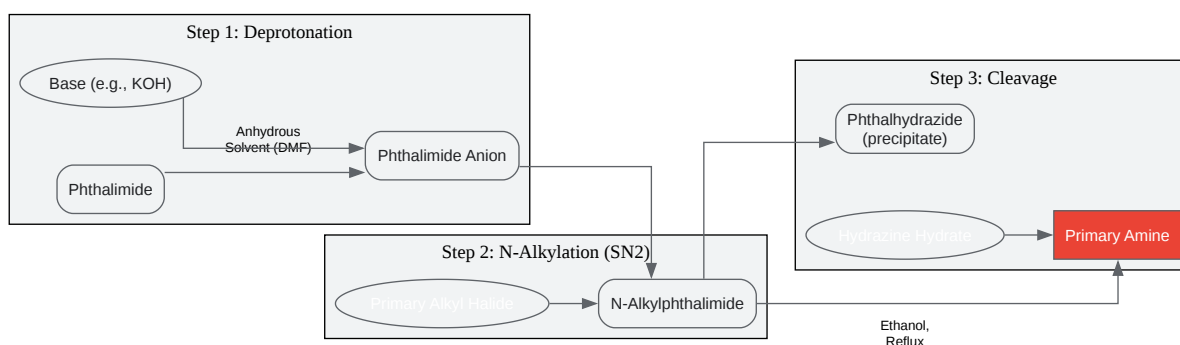 Step 1: Deprotonation
Base (e.g., KOH)
Anhydrous
Solvent (DMF)
Phthalimide Anion
Phthalimide
Step 2: N-Alkylation (SN2)
Primary Alkyl Halide
N-Alkylphthalimide
Step 3: Cleavage
Phthalhydrazide
(precipitate)
Hydrazine Hydrate
Primary Amine
Ethanol,
Reflux